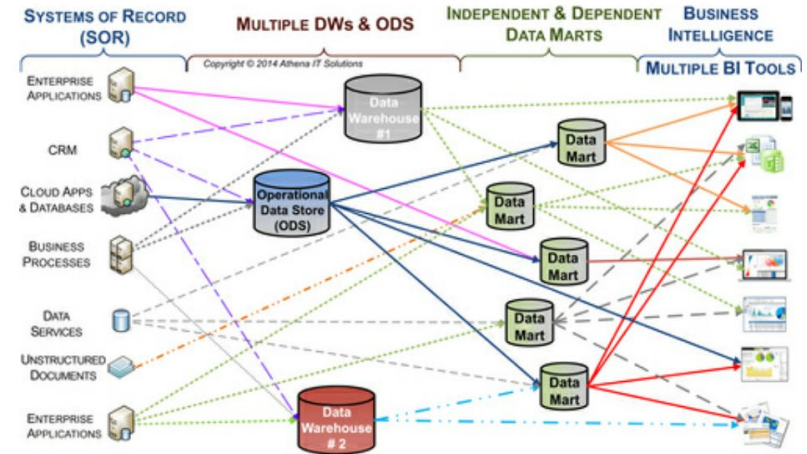 SYSTEMS OF RECORD
(SOR)
MULTIPLE DWS & ODS
INDEPENDENT & DEPENDENT
DATA MARTS
BUSINESS
INTELLIGENCE
MULTIPLE BI TOOLS
Copyright © 2014 Athena IT Solutions
ENTERPRISE
APPLICATIONS
CRM
CLOUD APPS
& DATABASES
BUSINESS
PROCESSES
DATA
SERVICES
UNSTRUCTURED
DOCUMENTS
ENTERPRISE
APPLICATIONS
Data
Warehouse
#1
Operational
Data Store
(ODS)
Data
Warehouse
# 2
Data
Mart
Data
Mart
Data
Mart
Data
Mart
Data
Mart